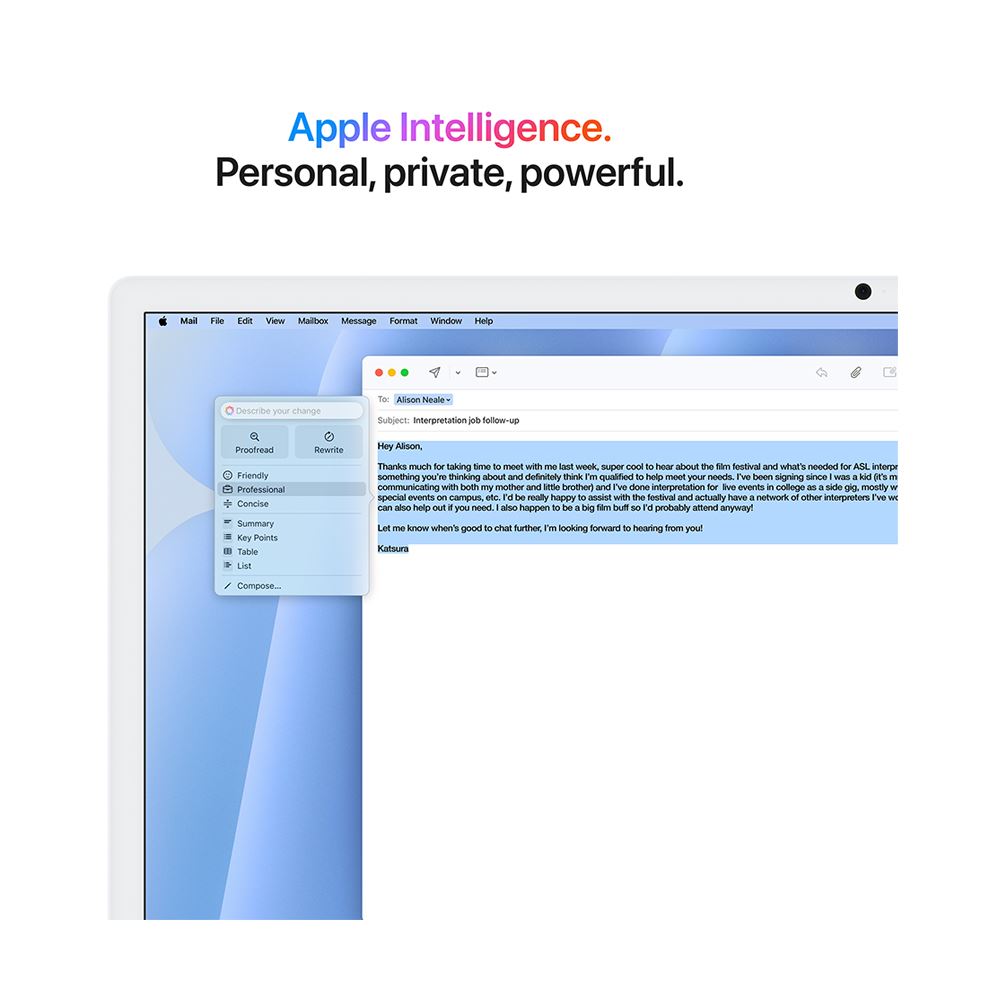 Apple Intelligence.
Personal, private, powerful.
Mail File Edit View Mailbox Message Format Window Help
To: Alison Neale
Subject: Interpretation job follow-up
Describe your change
Proofread Rewrite
Friendly
Professional
Concise
Summary
Key Points
Table
List
Compose...
Hey Alison,
Thanks much for taking time to meet with me last week, super cool to hear about the film festival and what's needed for ASL interpr
something you're thinking about and definitely think I'm qualified to help meet your needs. I've been signing since I was a kid (it's m
communicating with both my mother and little brother) and I've done interpretation for live events in college as a side gig, mostly w
special events on campus, etc. I'd be really happy to assist with the festival and actually have a network of other interpreters I've wo
can also help out if you need. I also happen to be a big film buff so I'd probably attend anyway!
Let me know when's good to chat further, I'm looking forward to hearing from you!
Katsura